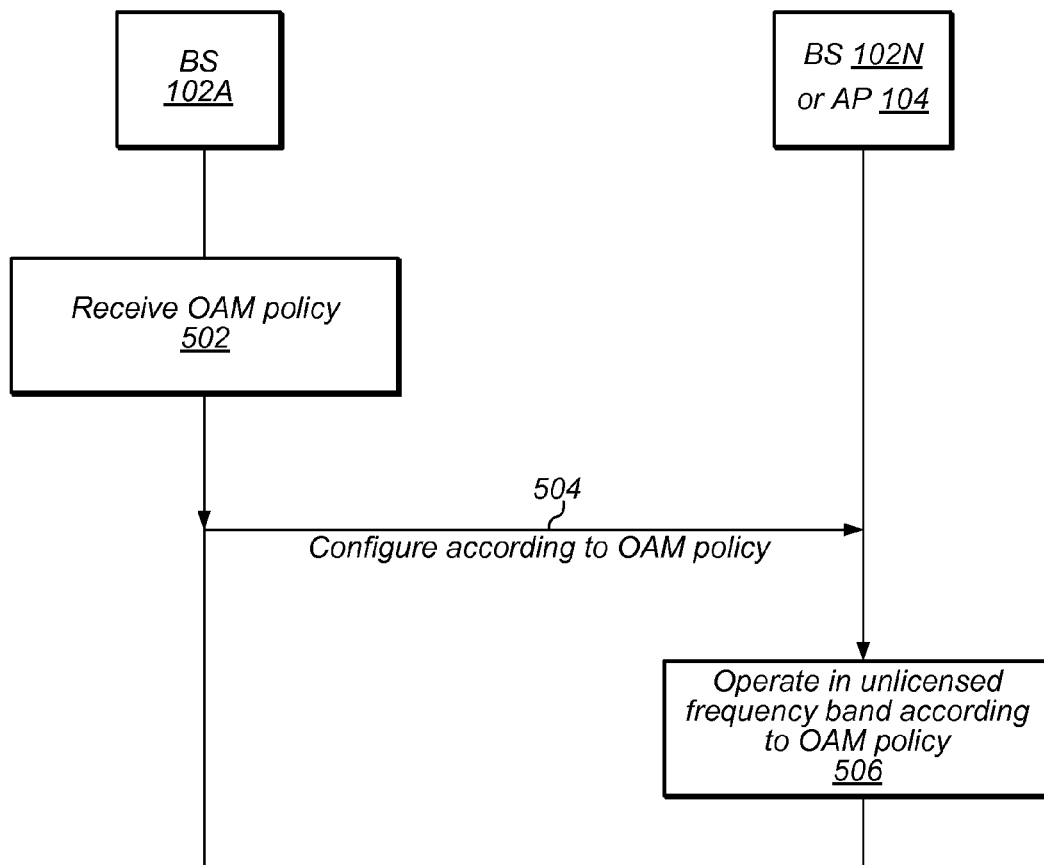 BS
102A
BS 102N
or AP 104
Receive OAM policy
502
504
Configure according to OAM policy
Operate in unlicensed
frequency band according
to OAM policy
506